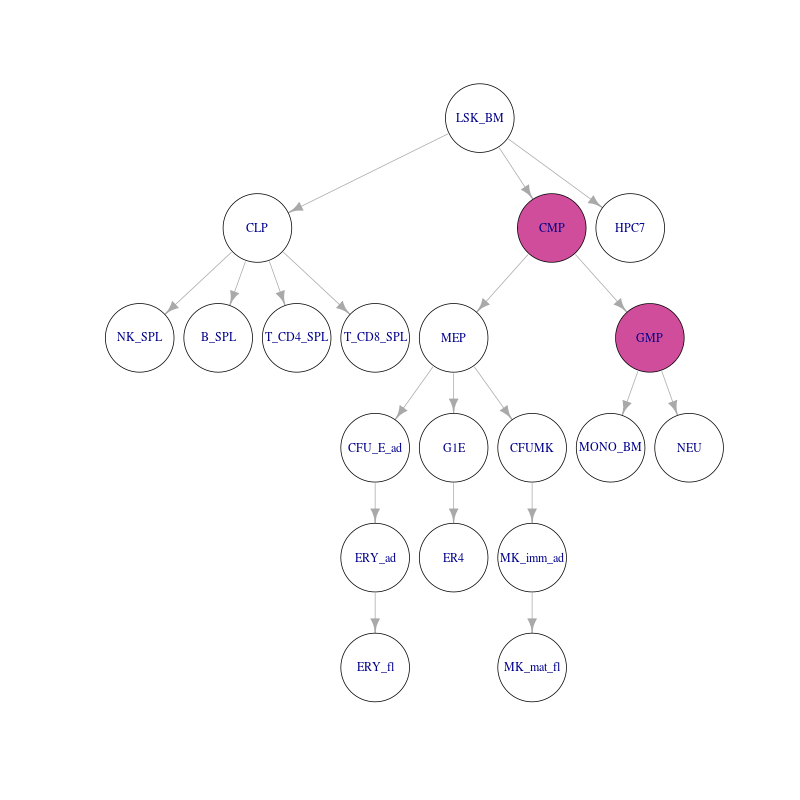 LSK_BM
CLP
CMP
HPC7
NK_SPL
B_SPL
T_CD4_SPL
T_CD8_SPL
MEP
GMP
CFU_E_ad
G1E
CFUMK
MONO_BM
NEU
ERY_ad
ER4
MK_imm_ad
ERY_fl
MK_mat_fl